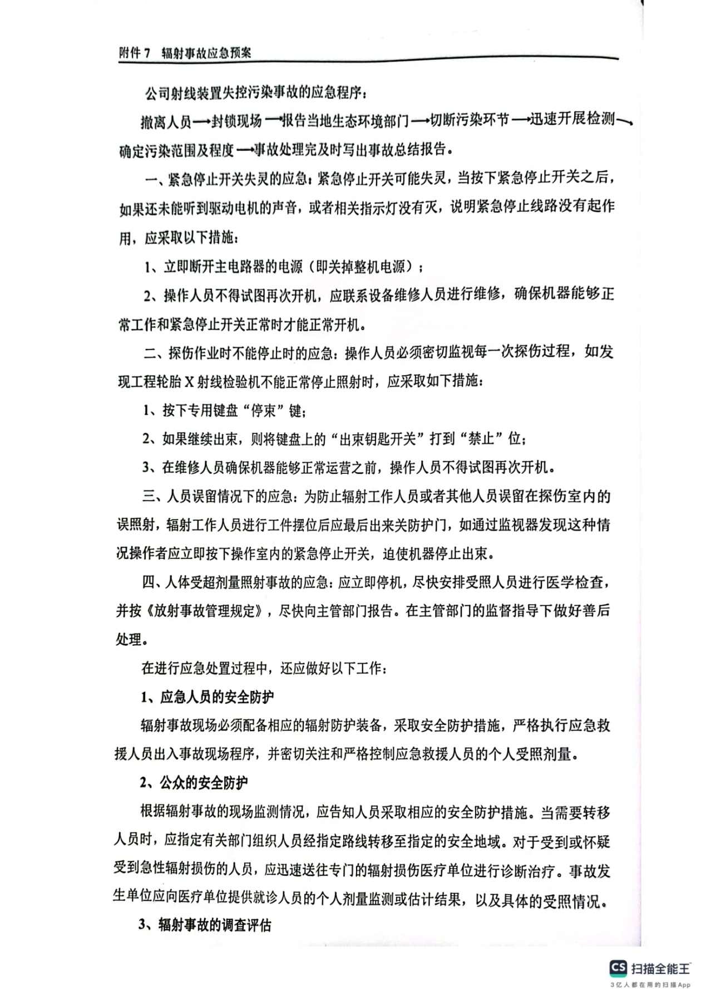 附件 7 辐射事故应急预案
公司射线装置失控污染事故的应急程序：
撤离人员→封锁现场→报告当地生态环境部门→切断污染环节→迅速开展检测→
确定污染范围及程度→事故处理完及时写出事故总结报告。
一、紧急停止开关失灵的应急：紧急停止开关可能失灵，当按下紧急停止开关之后，
如果还未能听到驱动电机的声音，或者相关指示灯没有灭，说明紧急停止线路没有起作
用，应采取以下措施：
1、立即断开主电路器的电源（即关掉整机电源）；
2、操作人员不得试图再次开机，应联系设备维修人员进行维修，确保机器能够正
常工作和紧急停止开关正常时才能正常开机。
二、探伤作业时不能停止时的应急：操作人员必须密切监视每一次探伤过程，如发
现工程轮胎 X 射线检验机不能正常停止照射时，应采取如下措施：
1、按下专用键盘“停束”键；
2、如果继续出束，则将键盘上的“出束钥匙开关”打到“禁止”位；
3、在维修人员确保机器能够正常运营之前，操作人员不得试图再次开机。
三、人员误留情况下的应急：为防止辐射工作人员或者其他人员误留在探伤室内的
误照射，辐射工作人员进行工件摆位后应最后出来关防护门，如通过监视器发现这种情
况操作者应立即按下操作室内的紧急停止开关，迫使机器停止出束。
四、人体受超剂量照射事故的应急：应立即停机，尽快安排受照人员进行医学检查，
并按《放射事故管理规定》，尽快向主管部门报告。在主管部门的监督指导下做好善后
处理。
在进行应急处置过程中，还应做好以下工作：
1、应急人员的安全防护
辐射事故现场必须配备相应的辐射防护装备，采取安全防护措施，严格执行应急救
援人员出入事故现场程序，并密切关注和严格控制应急救援人员的个人受照剂量。
2、公众的安全防护
根据辐射事故的现场监测情况，应告知人员采取相应的安全防护措施。当需要转移
人员时，应指定有关部门组织人员经指定路线转移至指定的安全地域。对于受到或怀疑
受到急性辐射损伤的人员，应迅速送往专门的辐射损伤医疗单位进行诊断治疗。事故发
生单位应向医疗单位提供就诊人员的个人剂量监测或估计结果，以及具体的受照情况。
3、辐射事故的调查评估
CS 扫描全能王
3亿人都在用的扫描App